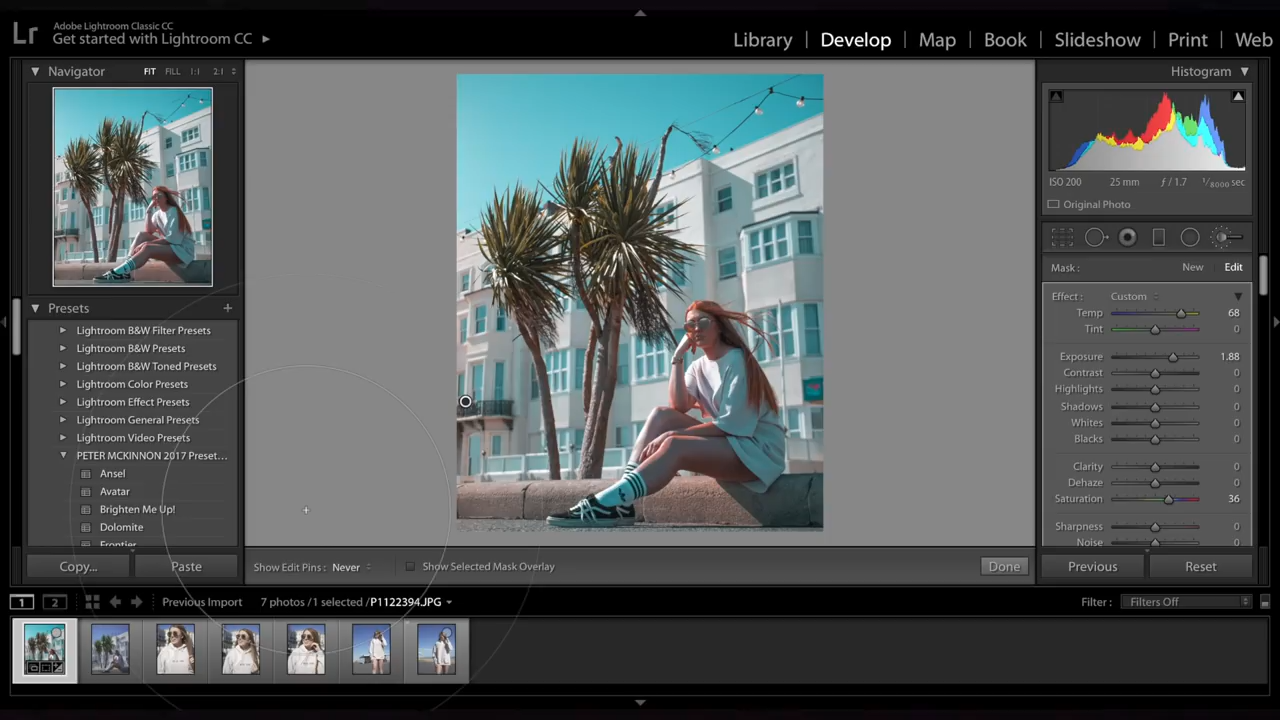 Lr
Adobe Lightroom Classic CC
Get started with Lightroom CC
Library Develop Map Book Slideshow Print Web
Navigator FIT FILL 1:1 2:1
Presets
Lightroom B&W Filter Presets
Lightroom B&W Presets
Lightroom B&W Toned Presets
Lightroom Color Presets
Lightroom Effect Presets
Lightroom General Presets
Lightroom Video Presets
PETER MCKINNON 2017 Preset...
Ansel
Avatar
Brighten Me Up!
Dolomite
Frontier
Copy... Paste
Show Edit Pins : Never Show Selected Mask Overlay Done
Histogram
ISO 200 25 mm ƒ / 1.7 1/8000 sec
Original Photo
Mask : New Edit
Effect : Custom
Temp 68
Tint 0
Exposure 1.88
Contrast 0
Highlights 0
Shadows 0
Whites 0
Blacks 0
Clarity 0
Dehaze 0
Saturation 36
Sharpness 0
Noise 0
Previous Reset
1 2 Previous Import 7 photos / 1 selected / P1122394.JPG Filter : Filters Off